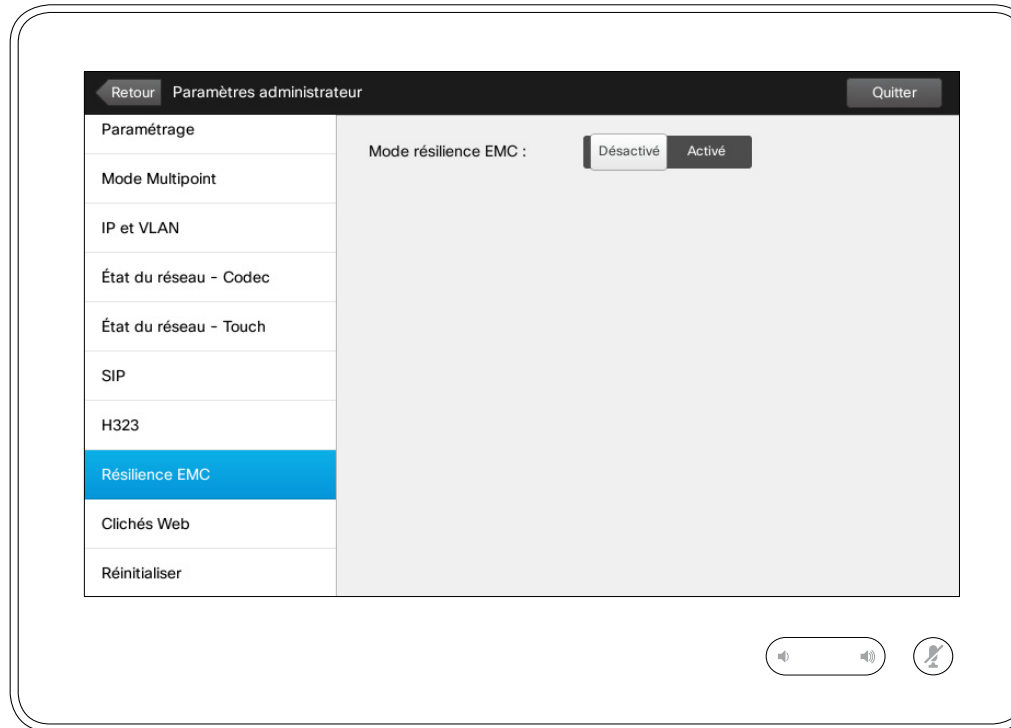 Retour Paramètres administrateur Quitter
Paramétrage
Mode résilience EMC : Désactivé Activé
Mode Multipoint
IP et VLAN
État du réseau - Codec
État du réseau - Touch
SIP
H323
Résilience EMC
Clichés Web
Réinitialiser